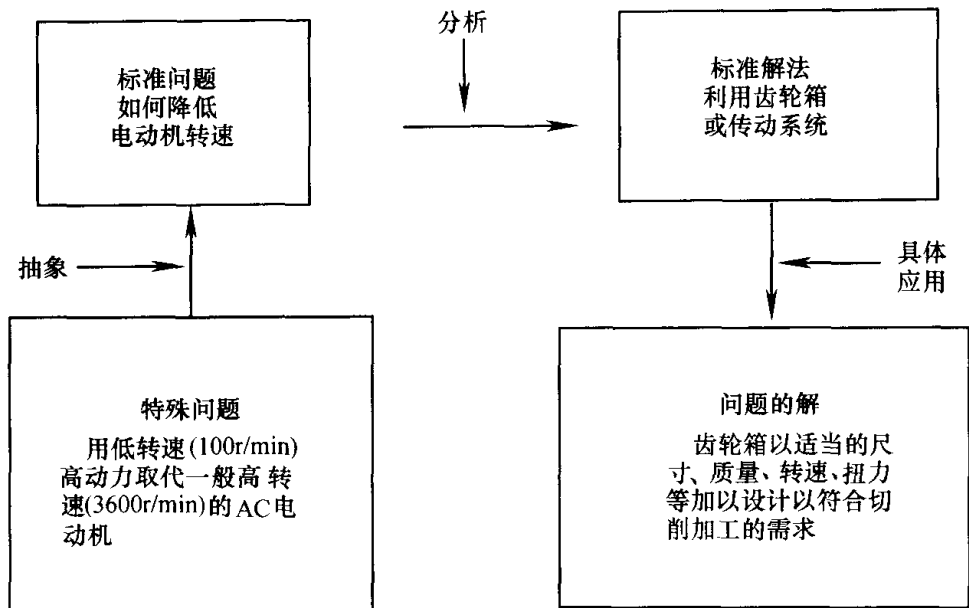 分析
标准问题
如何降低
电动机转速
标准解法
利用齿轮箱
或传动系统
抽象
具体
应用
特殊问题
用低转速(100r/min)
高动力取代一般高转
速(3600r/min)的AC电
动机
问题的解
齿轮箱以适当的尺
寸、质量、转速、扭力
等加以设计以符合切
削加工的需求